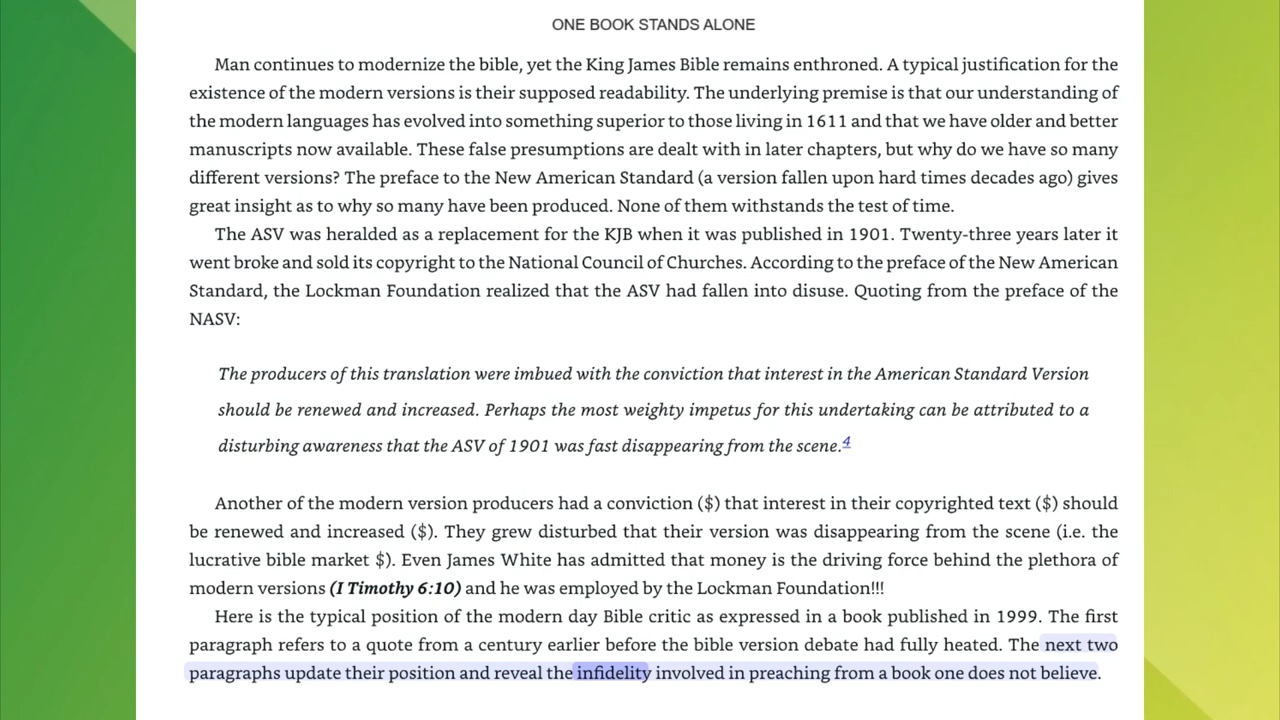 ONE BOOK STANDS ALONE
Man continues to modernize the bible, yet the King James Bible remains enthroned. A typical justification for the
existence of the modern versions is their supposed readability. The underlying premise is that our understanding of
the modern languages has evolved into something superior to those living in 1611 and that we have older and better
manuscripts now available. These false presumptions are dealt with in later chapters, but why do we have so many
different versions? The preface to the New American Standard (a version fallen upon hard times decades ago) gives
great insight as to why so many have been produced. None of them withstands the test of time.
The ASV was heralded as a replacement for the KJB when it was published in 1901. Twenty-three years later it
went broke and sold its copyright to the National Council of Churches. According to the preface of the New American
Standard, the Lockman Foundation realized that the ASV had fallen into disuse. Quoting from the preface of the
NASV:
The producers of this translation were imbued with the conviction that interest in the American Standard Version
should be renewed and increased. Perhaps the most weighty impetus for this undertaking can be attributed to a
disturbing awareness that the ASV of 1901 was fast disappearing from the scene.4
Another of the modern version producers had a conviction ($) that interest in their copyrighted text ($) should
be renewed and increased ($). They grew disturbed that their version was disappearing from the scene (i.e. the
lucrative bible market $). Even James White has admitted that money is the driving force behind the plethora of
modern versions (I Timothy 6:10) and he was employed by the Lockman Foundation!!!
Here is the typical position of the modern day Bible critic as expressed in a book published in 1999. The first
paragraph refers to a quote from a century earlier before the bible version debate had fully heated. The next two
paragraphs update their position and reveal the infidelity involved in preaching from a book one does not believe.